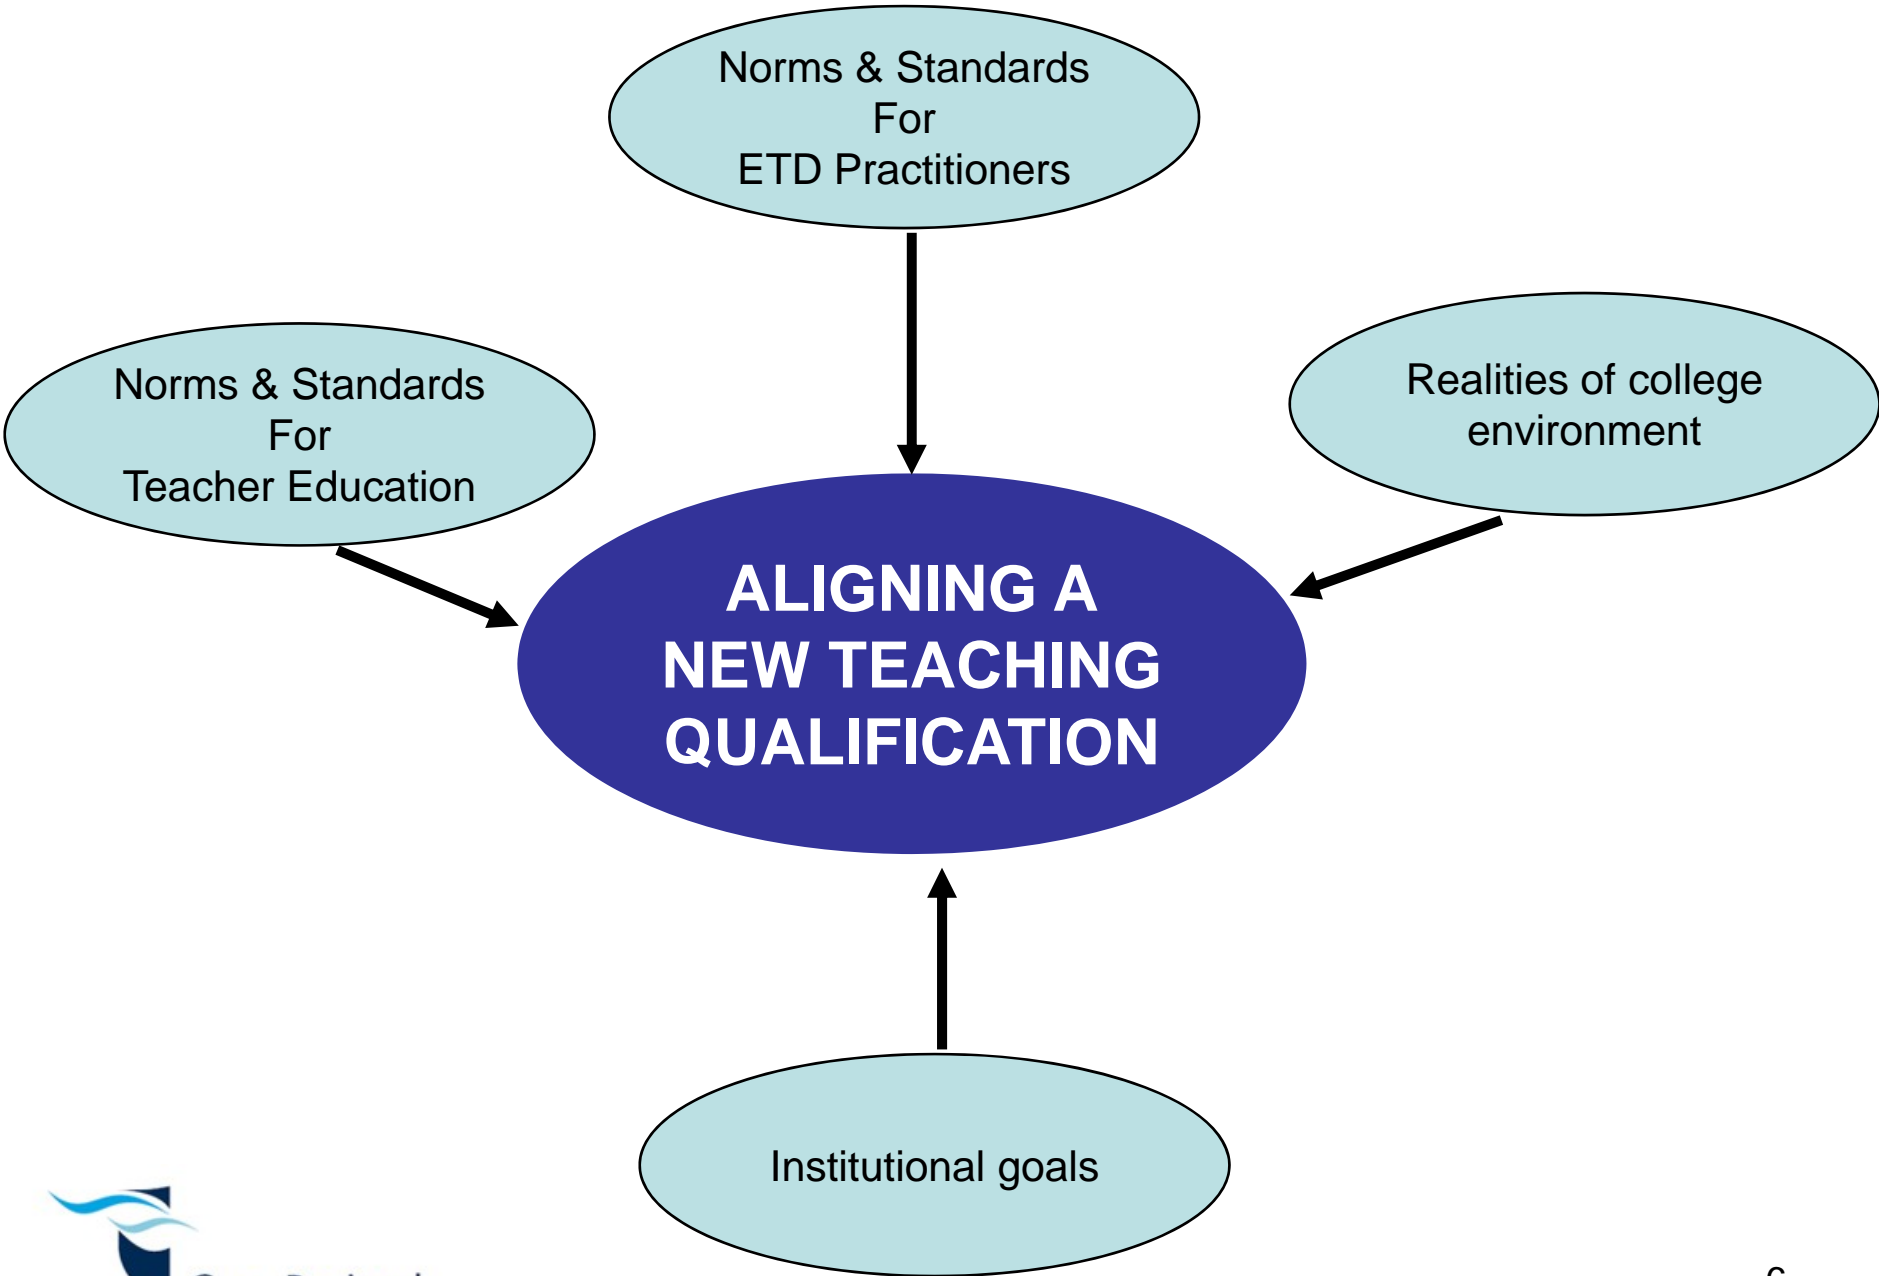 Norms & Standards
For
ETD Practitioners
Norms & Standards
For
Teacher Education
Realities of college
environment
ALIGNING A
NEW TEACHING
QUALIFICATION
Institutional goals